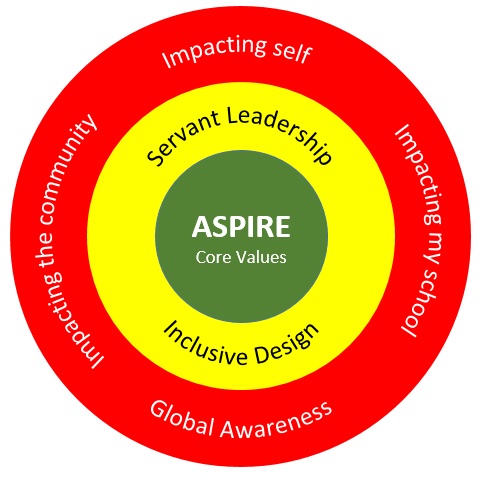 Impacting self
Servant Leadership
Impacting the community
Impacting my school
ASPIRE
Core Values
Inclusive Design
Global Awareness